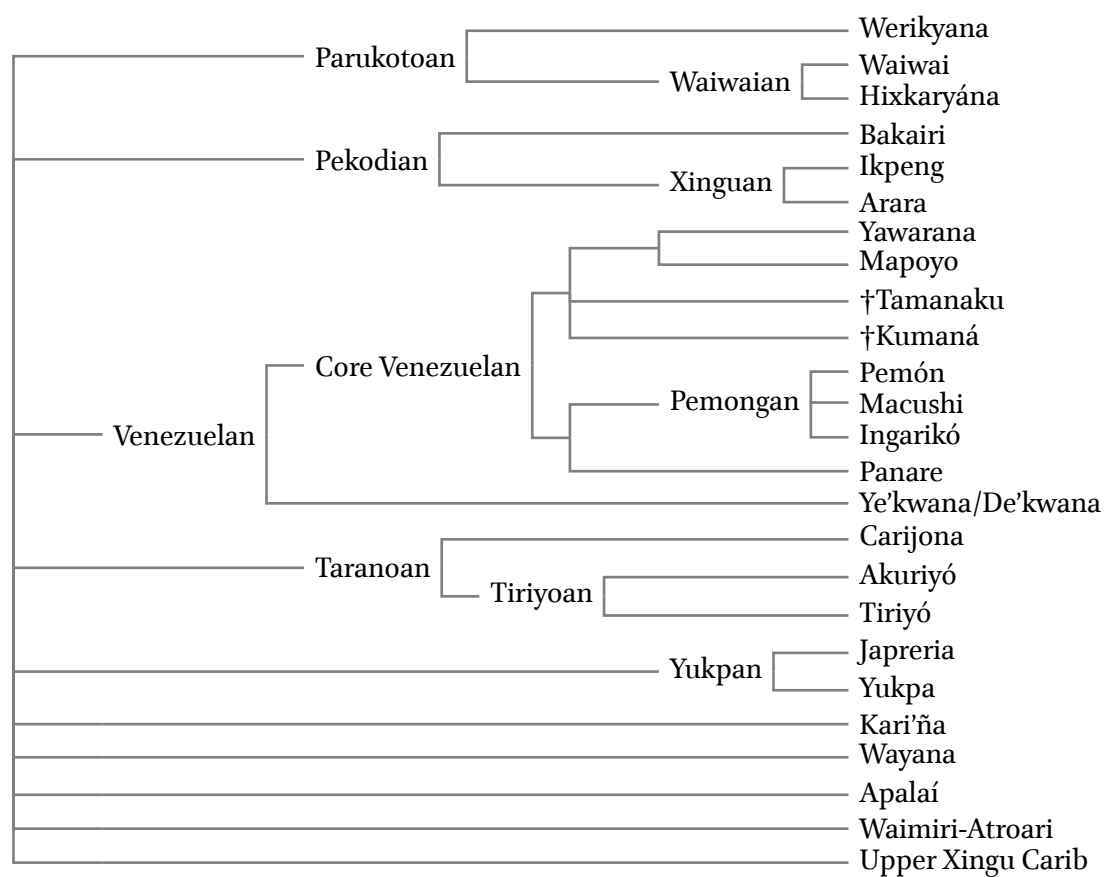 Werikyana
Parukotoan
Waiwai
Waiwaian
Hixkaryána
Bakairi
Pekodian
Ikpeng
Xinguan
Arara
Yawarana
Mapoyo
†Tamanaku
†Kumaná
Core Venezuelan
Pemón
Pemongan
Macushi
Ingarikó
Venezuelan
Panare
Ye’kwana/De’kwana
Carijona
Taranoan
Akuriyó
Tiriyoan
Tiriyó
Japreria
Yukpan
Yukpa
Kari’ña
Wayana
Apalaí
Waimiri-Atroari
Upper Xingu Carib